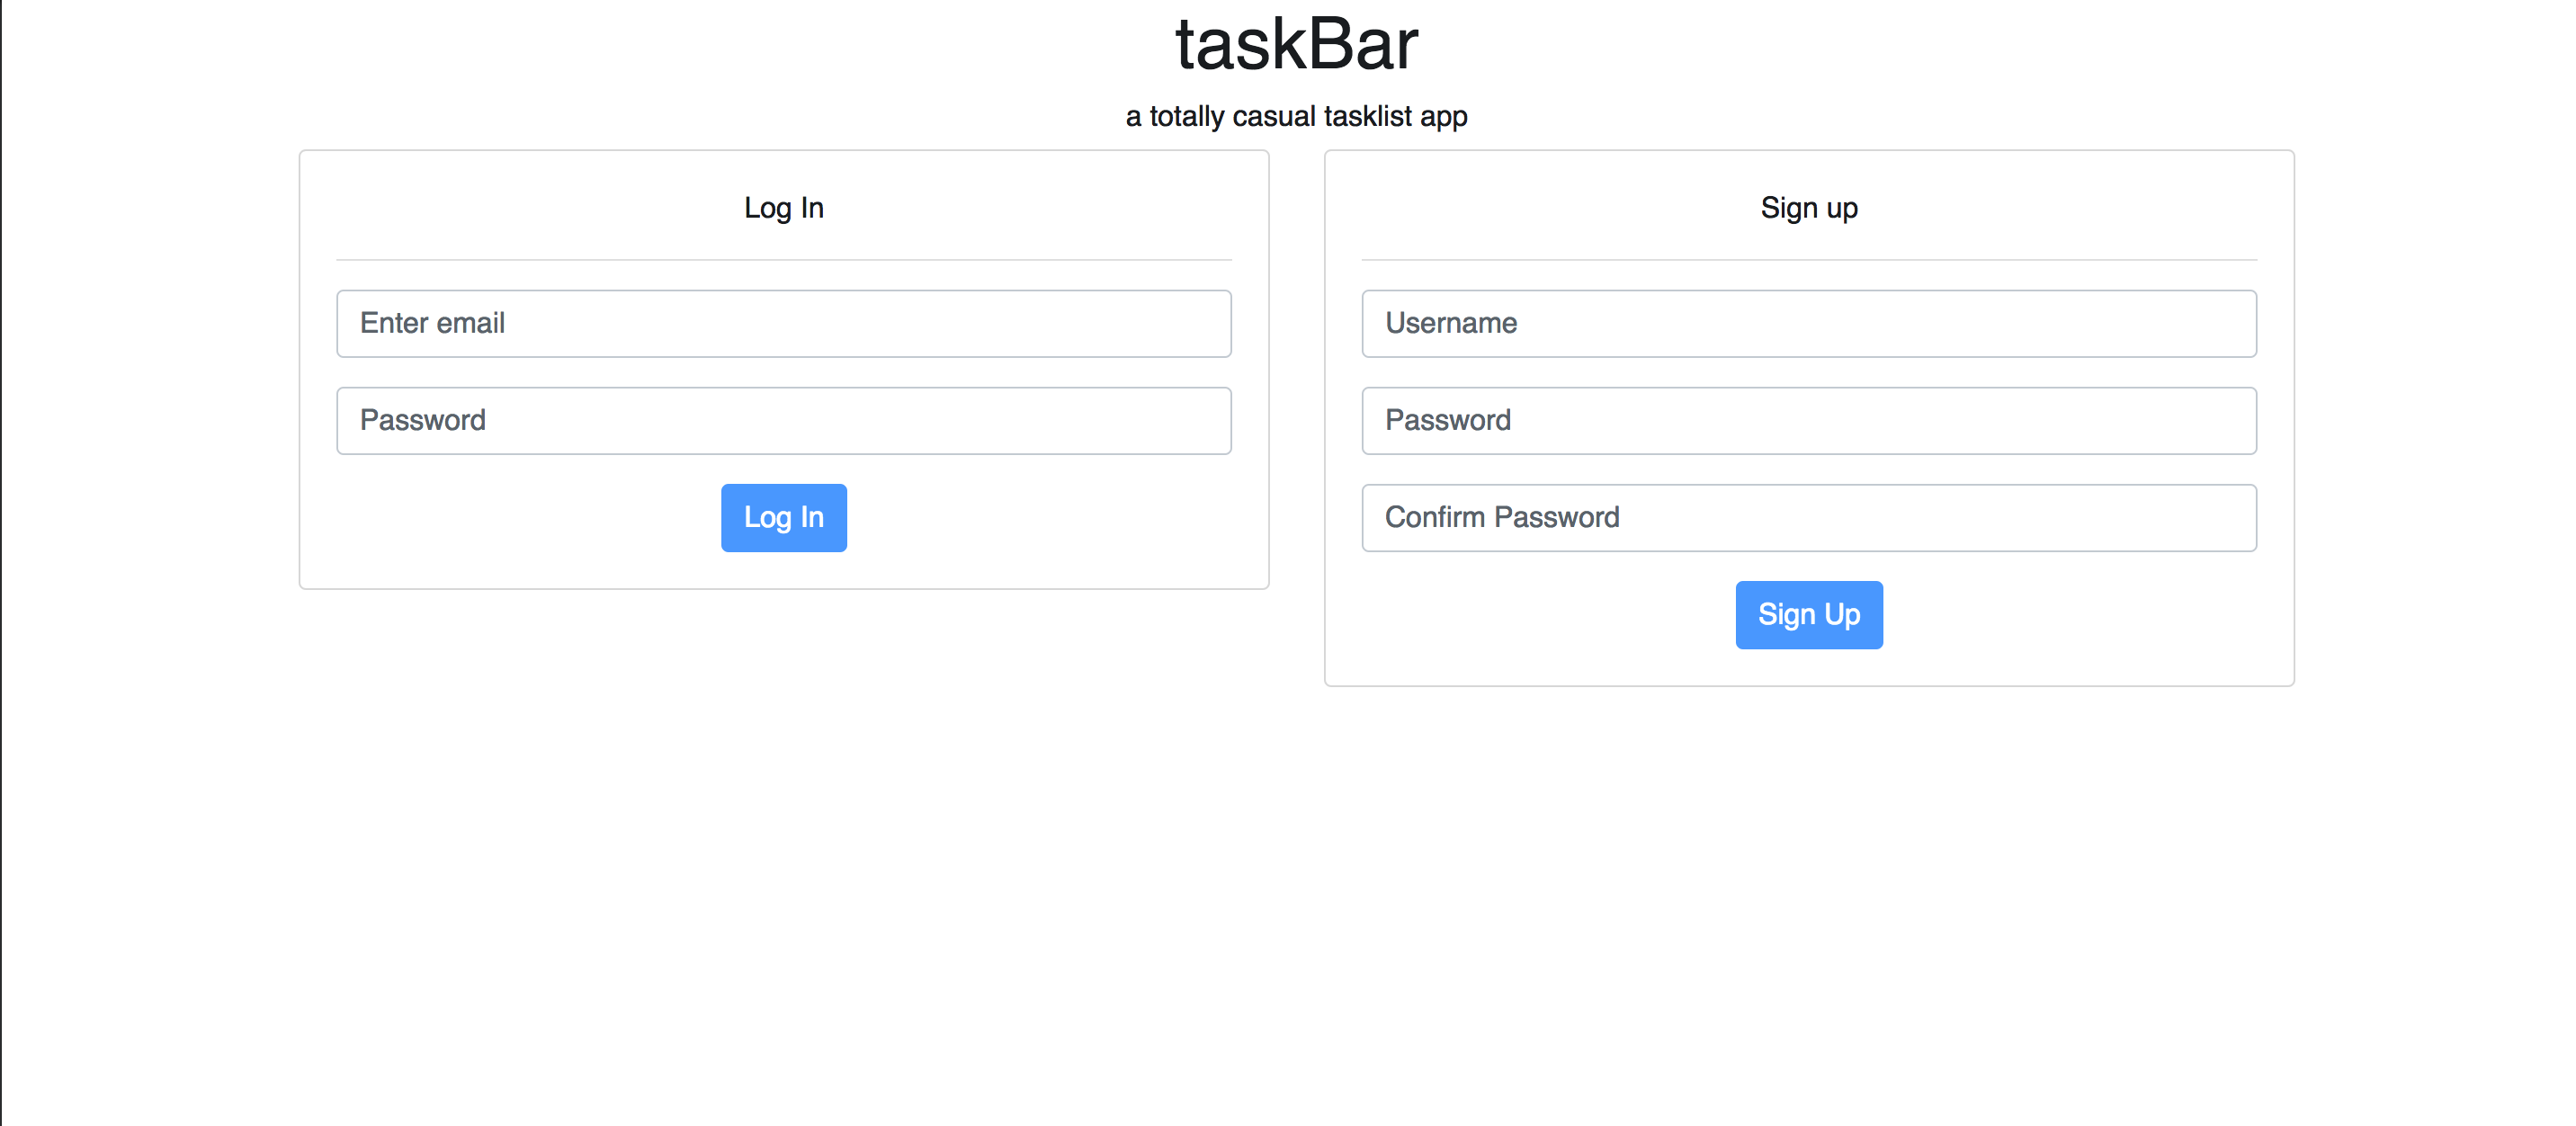 taskBar
a totally casual tasklist app
Log In
Enter email
Password
Log In
Sign up
Username
Password
Confirm Password
Sign Up